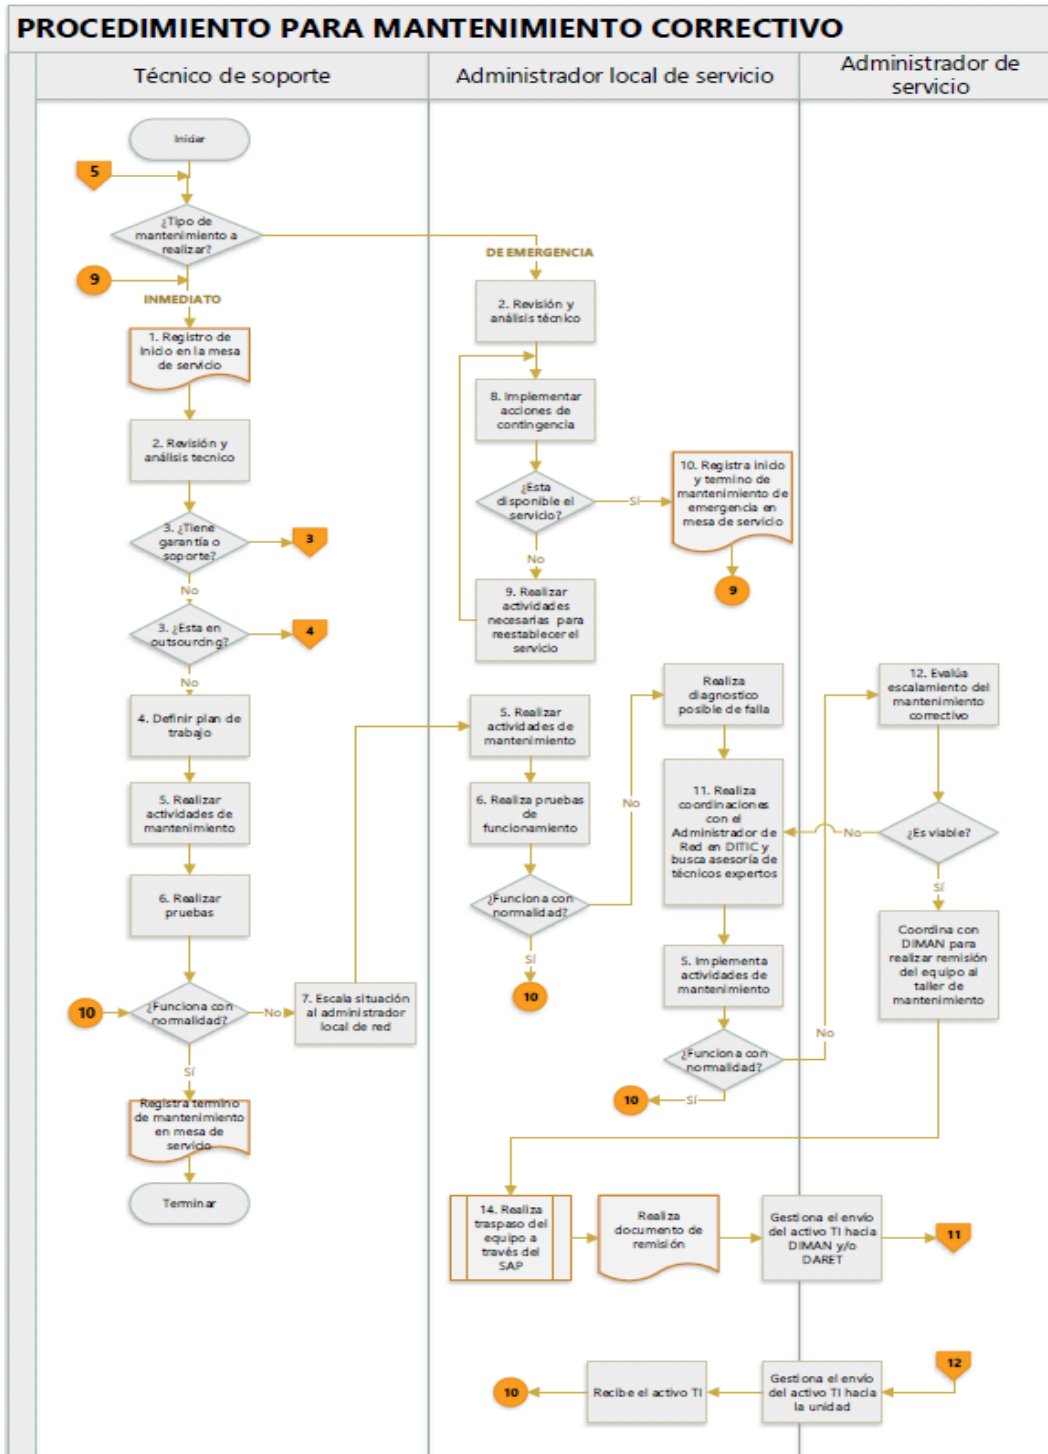 PROCEDIMIENTO PARA MANTENIMIENTO CORRECTIVO
Técnico de soporte
Administrador local de servicio
Administrador de
servicio
Iniciar
5
¿Tipo de
mantenimiento a
realizar?
DE EMERGENCIA
9
INMEDIATO
1. Registro de
Inicio en la mesa
de servicio
2. Revisión y
análisis tecnico
3. ¿Tiene
garantía o
soporte?
3
No
3. ¿Esta en
outsourcing?
4
No
4. Definir plan de
trabajo
5. Realizar
actividades de
mantenimiento
6. Realizar
pruebas
10
¿Funciona con
normalidad?
No
7. Escala situación
al administrador
local de red
Sí
Registra termino
de mantenimiento
en mesa de
servicio
Terminar
2. Revisión y
análisis técnico
8. Implementar
acciones de
contingencia
¿Esta
disponible el
servicio?
Sí
10. Registra inicio
y termino de
mantenimiento de
emergencia en
mesa de servicio
9
No
9. Realizar
actividades
necesarias para
reestablecer el
servicio
5. Realizar
actividades de
mantenimiento
6. Realiza pruebas
de
funcionamiento
¿Funciona con
normalidad?
No
Sí
10
Realiza
diagnostico
posible de falla
11. Realiza
coordinaciones
con el
Administrador de
Red en DITIC y
busca asesoría de
técnicos expertos
5. Implementa
actividades de
mantenimiento
¿Funciona con
normalidad?
No
Sí
10
12. Evalúa
escalamiento del
mantenimiento
correctivo
¿Es viable?
No
Sí
Coordina con
DIMAN para
realizar remisión
del equipo al
taller de
mantenimiento
14. Realiza
traspaso del
equipo a
través del
SAP
Realiza
documento de
remisión
Gestiona el envío
del activo TI hacia
DIMAN y/o
DARET
11
12
Gestiona el envío
del activo TI hacia
la unidad
Recibe el activo TI
10